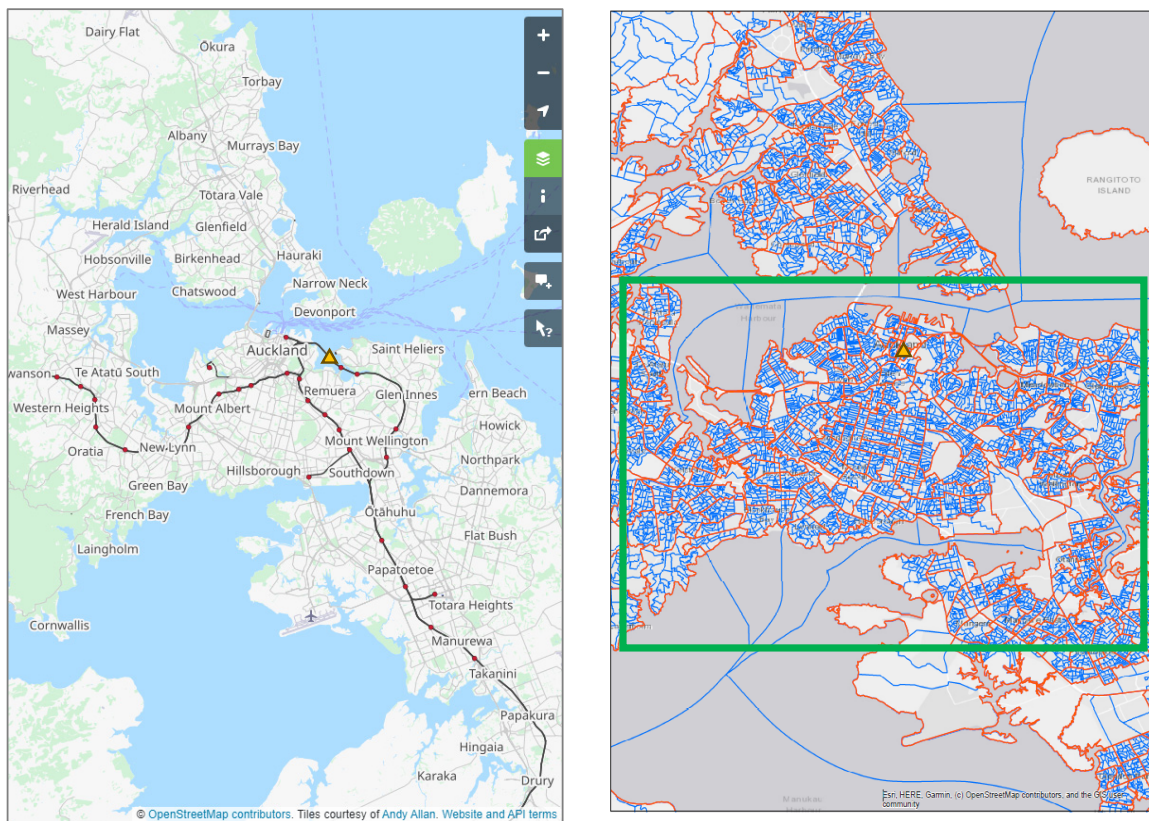 Dairy Flat
Ōkura
Torbay
Albany
Murrays Bay
Riverhead
Tōtara Vale
Herald Island
Glenfield
Hobsonville
Birkenhead
Hauraki
West Harbour
Chatswood
Narrow Neck
Massey
Devonport
Auckland
Saint Heliers
wanson
Te Atatū South
Remuera
Glen Innes
ern Beach
Western Heights
Mount Albert
Howick
Oratia
New Lynn
Mount Wellington
Hillsborough
Southdown
Northpark
Green Bay
Dannemora
French Bay
Ōtāhuhu
Flat Bush
Laingholm
Papatoetoe
Totara Heights
Cornwallis
Manurewa
Takanini
Papakura
Hingaia
Karaka
Drury
© OpenStreetMap contributors. Tiles courtesy of Andy Allan. Website and API terms
RANGITOTO
ISLAND
Harbour
Manukau
Harbour
Esri, HERE, Garmin, (c) OpenStreetMap contributors, and the GIS user
community